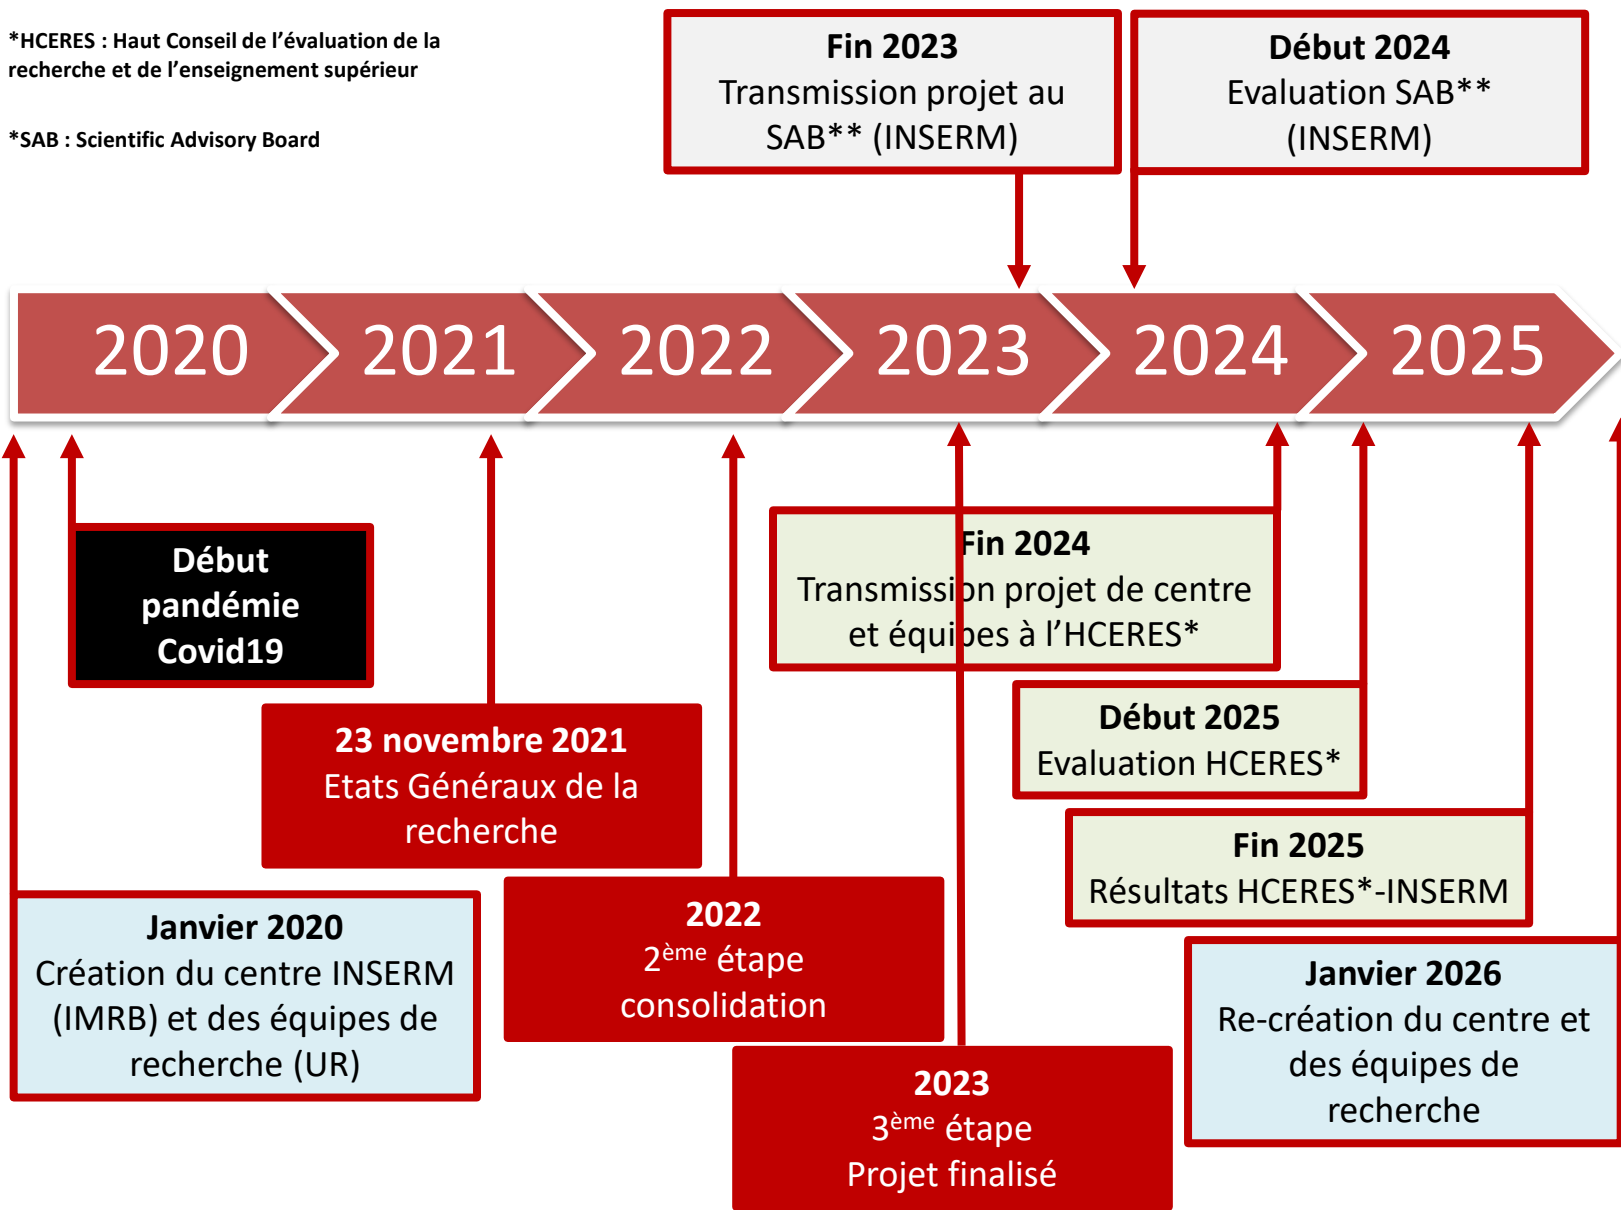 *HCERES : Haut Conseil de l’évaluation de la
recherche et de l’enseignement supérieur
*SAB : Scientific Advisory Board
Fin 2023
Transmission projet au
SAB** (INSERM)
Début 2024
Evaluation SAB**
(INSERM)
2020
2021
2022
2023
2024
2025
Début
pandémie
Covid19
Fin 2024
Transmission projet de centre
et équipes à l’HCERES*
23 novembre 2021
Etats Généraux de la
recherche
Début 2025
Evaluation HCERES*
Fin 2025
Résultats HCERES*-INSERM
Janvier 2020
Création du centre INSERM
(IMRB) et des équipes de
recherche (UR)
2022
2ème étape
consolidation
2023
3ème étape
Projet finalisé
Janvier 2026
Re-création du centre et
des équipes de
recherche